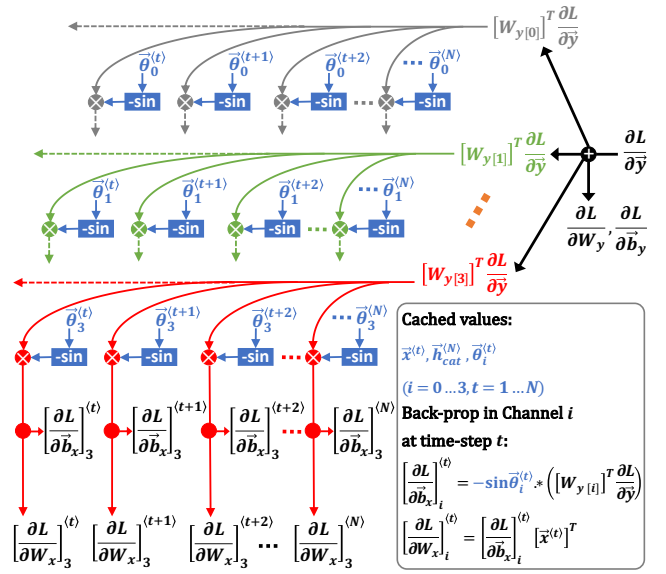 [W_{y[0]}]^T ∂L/∂y⃗
θ⃗_0^{⟨t⟩} θ⃗_0^{⟨t+1⟩} θ⃗_0^{⟨t+2⟩} ··· θ⃗_0^{⟨N⟩}
-sin -sin -sin ··· -sin
[W_{y[1]}]^T ∂L/∂y⃗ + ∂L/∂y⃗
θ⃗_1^{⟨t⟩} θ⃗_1^{⟨t+1⟩} θ⃗_1^{⟨t+2⟩} ··· θ⃗_1^{⟨N⟩}
-sin -sin -sin ··· -sin
∂L/∂W_y, ∂L/∂b⃗_y
[W_{y[3]}]^T ∂L/∂y⃗
θ⃗_3^{⟨t⟩} θ⃗_3^{⟨t+1⟩} θ⃗_3^{⟨t+2⟩} ··· θ⃗_3^{⟨N⟩}
-sin -sin -sin ··· -sin
[∂L/∂b⃗_x]_3^{⟨t⟩} [∂L/∂b⃗_x]_3^{⟨t+1⟩} [∂L/∂b⃗_x]_3^{⟨t+2⟩} ··· [∂L/∂b⃗_x]_3^{⟨N⟩}
[∂L/∂W_x]_3^{⟨t⟩} [∂L/∂W_x]_3^{⟨t+1⟩} [∂L/∂W_x]_3^{⟨t+2⟩} ··· [∂L/∂W_x]_3^{⟨N⟩}
Cached values:
x⃗^{⟨t⟩}, h⃗_{cat}^{⟨N⟩}, θ⃗_i^{⟨t⟩}
(i = 0 ... 3, t = 1 ... N)
Back-prop in Channel i
at time-step t:
[∂L/∂b⃗_x]_i^{⟨t⟩} = -sinθ⃗_i^{⟨t⟩} .* ([W_{y[i]}]^T ∂L/∂y⃗)
[∂L/∂W_x]_i^{⟨t⟩} = [∂L/∂b⃗_x]_i^{⟨t⟩} [x⃗^{⟨t⟩}]^T